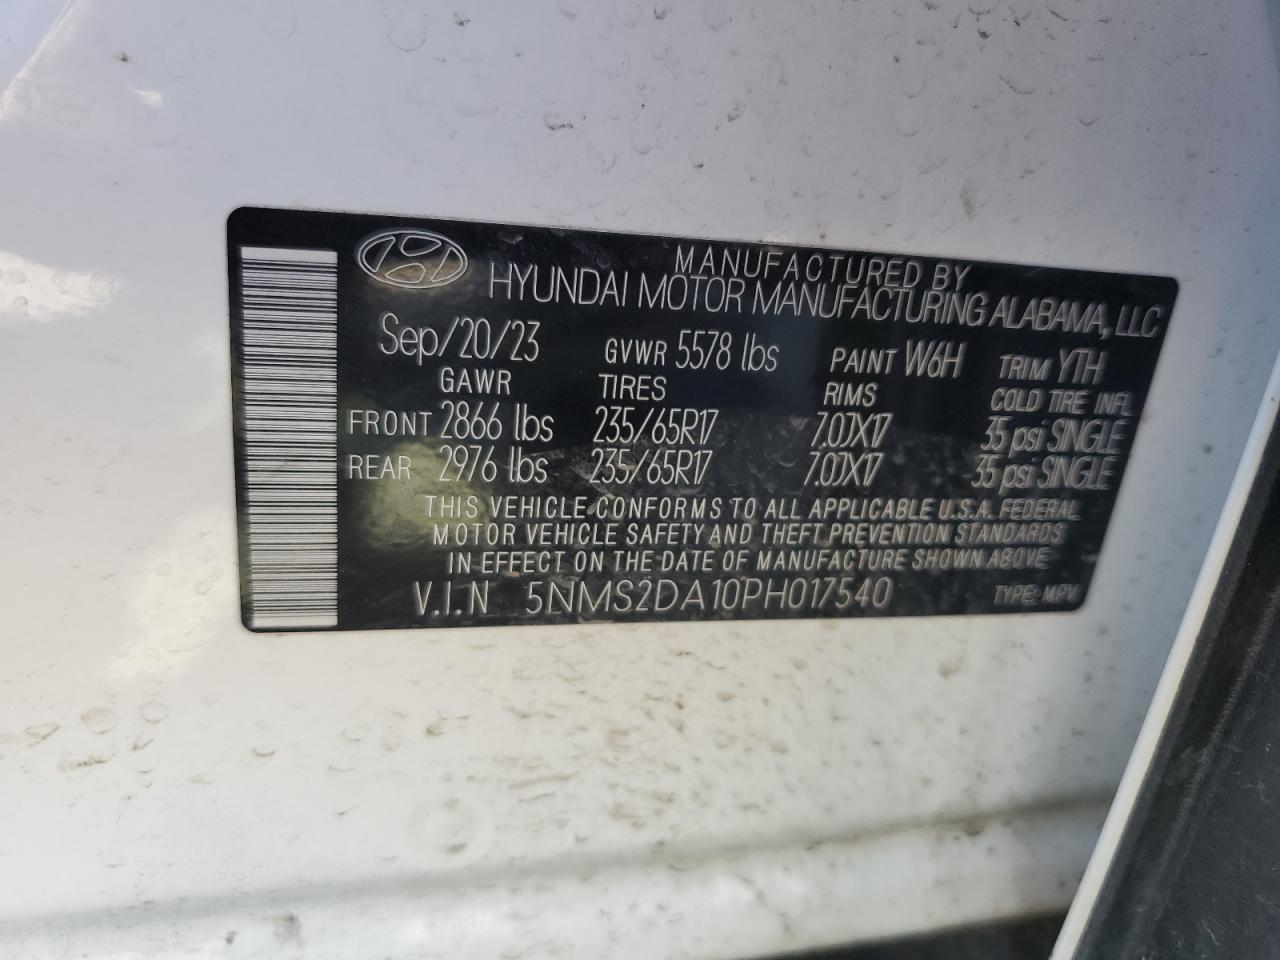 MANUFACTURED BY
HYUNDAI MOTOR MANUFACTURING ALABAMA, LLC
Sep/20/23 GVWR 5578 lbs PAINT W6H TRIM YTH
GAWR TIRES RIMS COLD TIRE INFL
FRONT 2866 lbs 235/65R17 7.0JX17 35 psi SINGLE
REAR 2976 lbs 235/65R17 7.0JX17 35 psi SINGLE
THIS VEHICLE CONFORMS TO ALL APPLICABLE U.S.A. FEDERAL
MOTOR VEHICLE SAFETY AND THEFT PREVENTION STANDARDS
IN EFFECT ON THE DATE OF MANUFACTURE SHOWN ABOVE
V.I.N 5NMS2DA10PH017540 TYPE: MPV